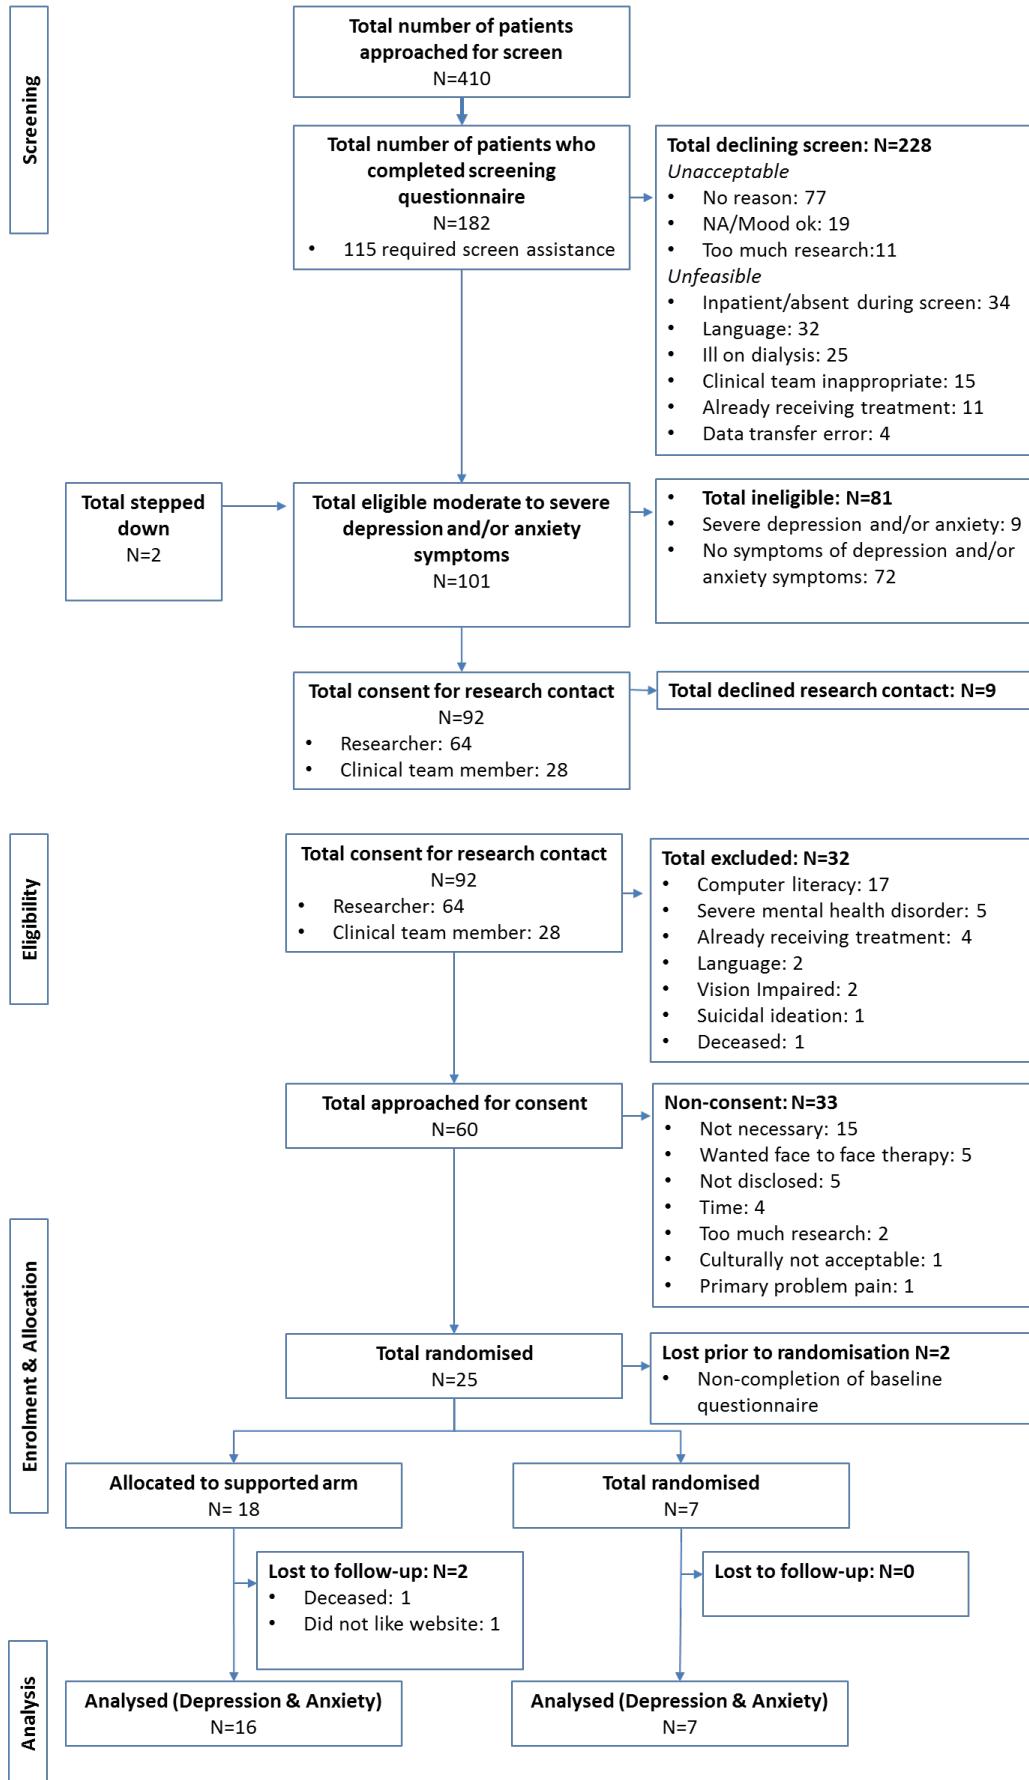 Screening
Total number of patients
approached for screen
N=410
Total number of patients who
completed screening
questionnaire
N=182
• 115 required screen assistance
Total declining screen: N=228
Unacceptable
• No reason: 77
• NA/Mood ok: 19
• Too much research:11
Unfeasible
• Inpatient/absent during screen: 34
• Language: 32
• Ill on dialysis: 25
• Clinical team inappropriate: 15
• Already receiving treatment: 11
• Data transfer error: 4
Total stepped
down
N=2
Total eligible moderate to severe
depression and/or anxiety
symptoms
N=101
• Total ineligible: N=81
• Severe depression and/or anxiety: 9
• No symptoms of depression and/or
anxiety symptoms: 72
Total consent for research contact
N=92
• Researcher: 64
• Clinical team member: 28
Total declined research contact: N=9
Eligibility
Total consent for research contact
N=92
• Researcher: 64
• Clinical team member: 28
Total excluded: N=32
• Computer literacy: 17
• Severe mental health disorder: 5
• Already receiving treatment: 4
• Language: 2
• Vision Impaired: 2
• Suicidal ideation: 1
• Deceased: 1
Total approached for consent
N=60
Non-consent: N=33
• Not necessary: 15
• Wanted face to face therapy: 5
• Not disclosed: 5
• Time: 4
• Too much research: 2
• Culturally not acceptable: 1
• Primary problem pain: 1
Enrolment & Allocation
Total randomised
N=25
Lost prior to randomisation N=2
• Non-completion of baseline
questionnaire
Allocated to supported arm
N= 18
Total randomised
N=7
Lost to follow-up: N=2
• Deceased: 1
• Did not like website: 1
Lost to follow-up: N=0
Analysis
Analysed (Depression & Anxiety)
N=16
Analysed (Depression & Anxiety)
N=7